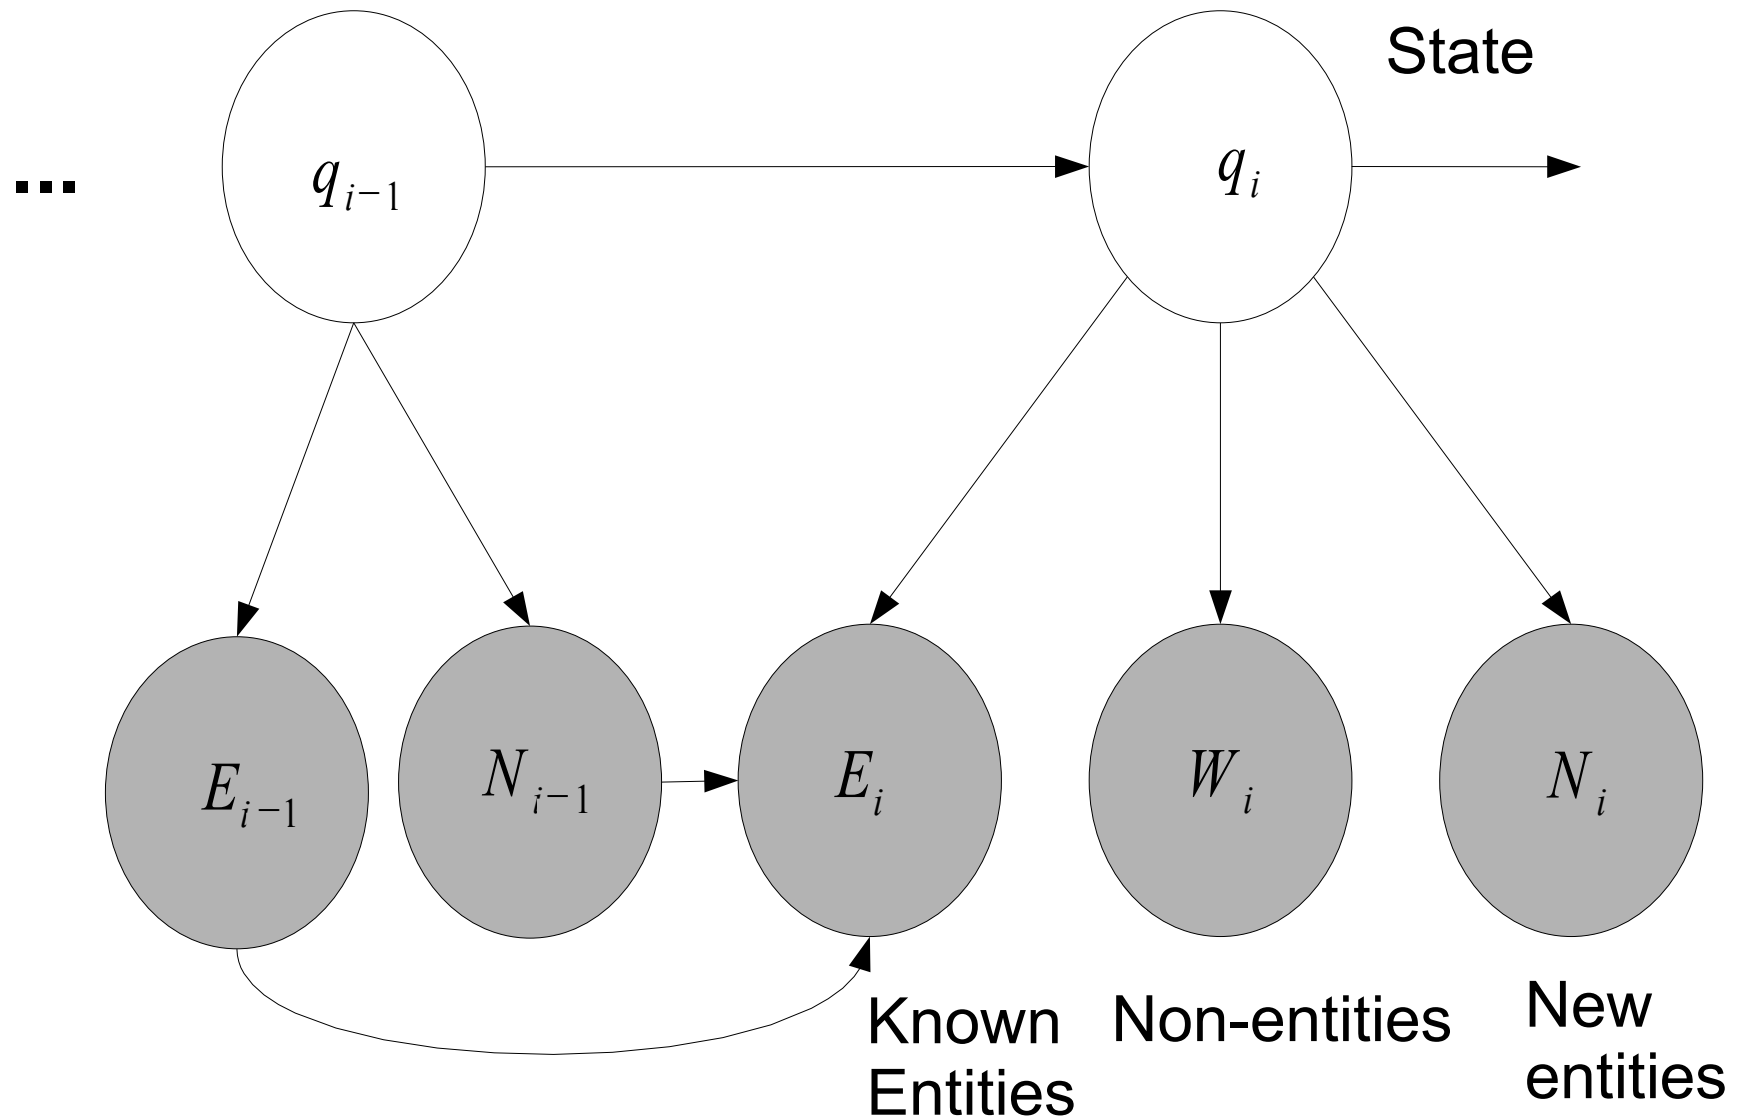 State
... q_{i−1} q_i
E_{i−1} N_{i−1} E_i W_i N_i
Known
Entities
Non-entities
New
entities